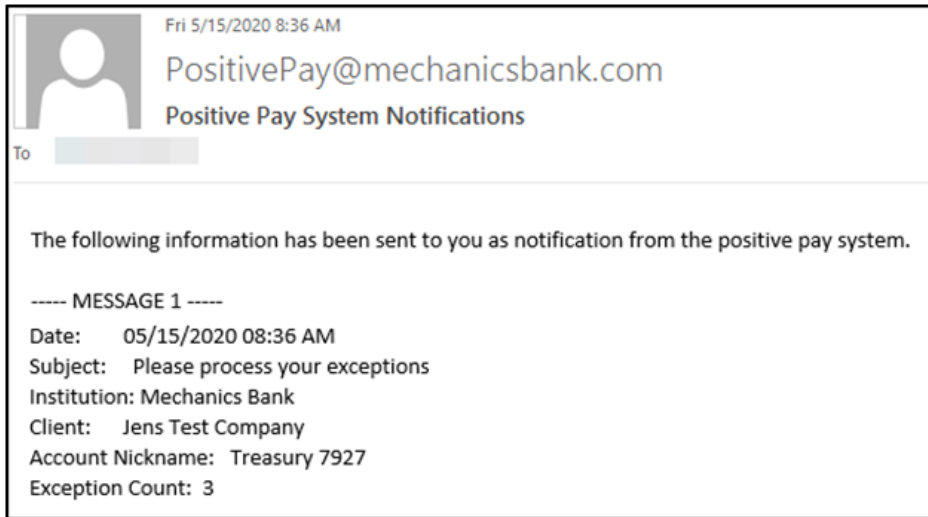 Fri 5/15/2020 8:36 AM
PositivePay@mechanicsbank.com
Positive Pay System Notifications
To
The following information has been sent to you as notification from the positive pay system.
----- MESSAGE 1 -----
Date: 05/15/2020 08:36 AM
Subject: Please process your exceptions
Institution: Mechanics Bank
Client: Jens Test Company
Account Nickname: Treasury 7927
Exception Count: 3